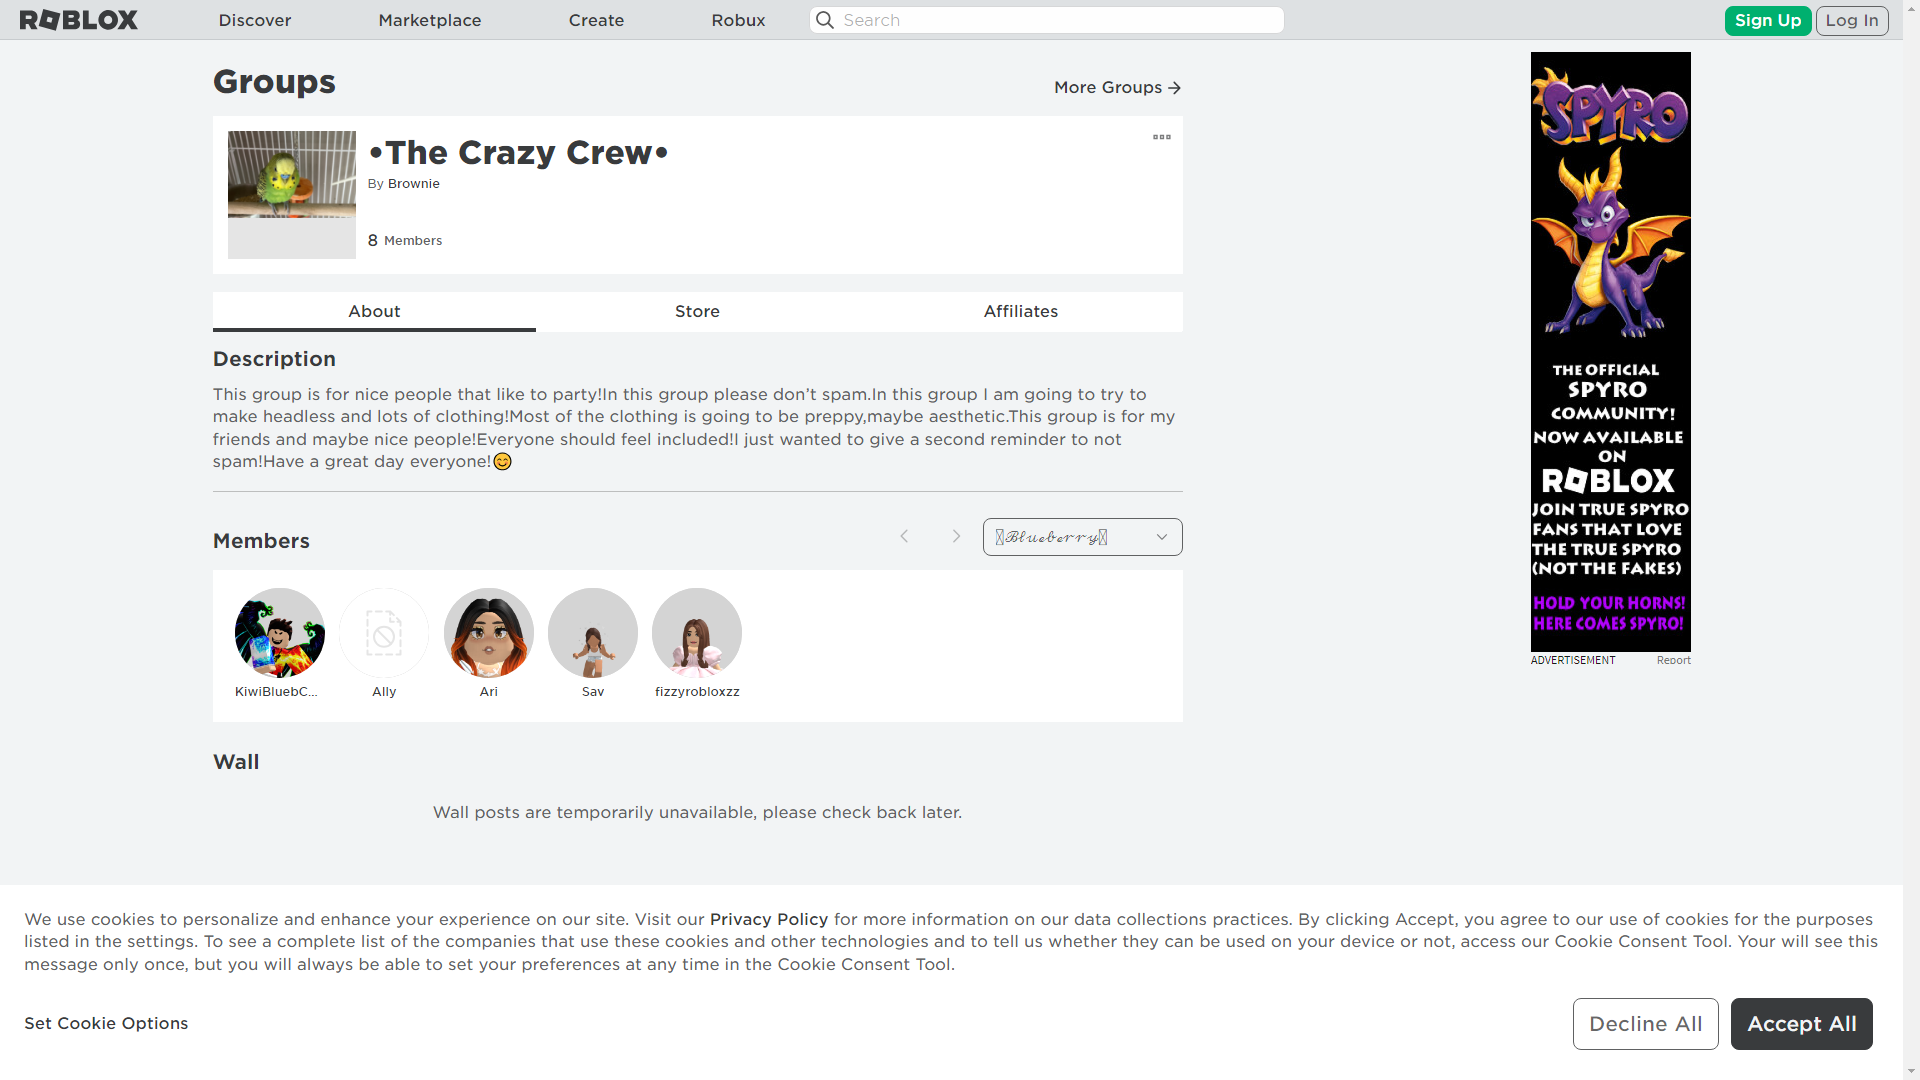 ROBLOX
Discover
Marketplace
Create
Robux
Search
Sign Up
Log In
Groups
More Groups
•The Crazy Crew•
By Brownie
8 Members
About
Store
Affiliates
Description
This group is for nice people that like to party!In this group please don’t spam.In this group I am going to try to
make headless and lots of clothing!Most of the clothing is going to be preppy,maybe aesthetic.This group is for my
friends and maybe nice people!Everyone should feel included!I just wanted to give a second reminder to not
spam!Have a great day everyone!😊
Members
𝓑𝓵𝓾𝓮𝓫𝓮𝓻𝓻𝔂
KiwiBluebC...
Ally
Ari
Sav
fizzyrobloxzz
Wall
Wall posts are temporarily unavailable, please check back later.
SPYRO
THE OFFICIAL
SPYRO
COMMUNITY!
NOW AVAILABLE
ON
ROBLOX
JOIN TRUE SPYRO
FANS THAT LOVE
THE TRUE SPYRO
(NOT THE FAKES)
HOLD YOUR HORNS!
HERE COMES SPYRO!
ADVERTISEMENT
Report
We use cookies to personalize and enhance your experience on our site. Visit our Privacy Policy for more information on our data collections practices. By clicking Accept, you agree to our use of cookies for the purposes
listed in the settings. To see a complete list of the companies that use these cookies and other technologies and to tell us whether they can be used on your device or not, access our Cookie Consent Tool. Your will see this
message only once, but you will always be able to set your preferences at any time in the Cookie Consent Tool.
Set Cookie Options
Decline All
Accept All